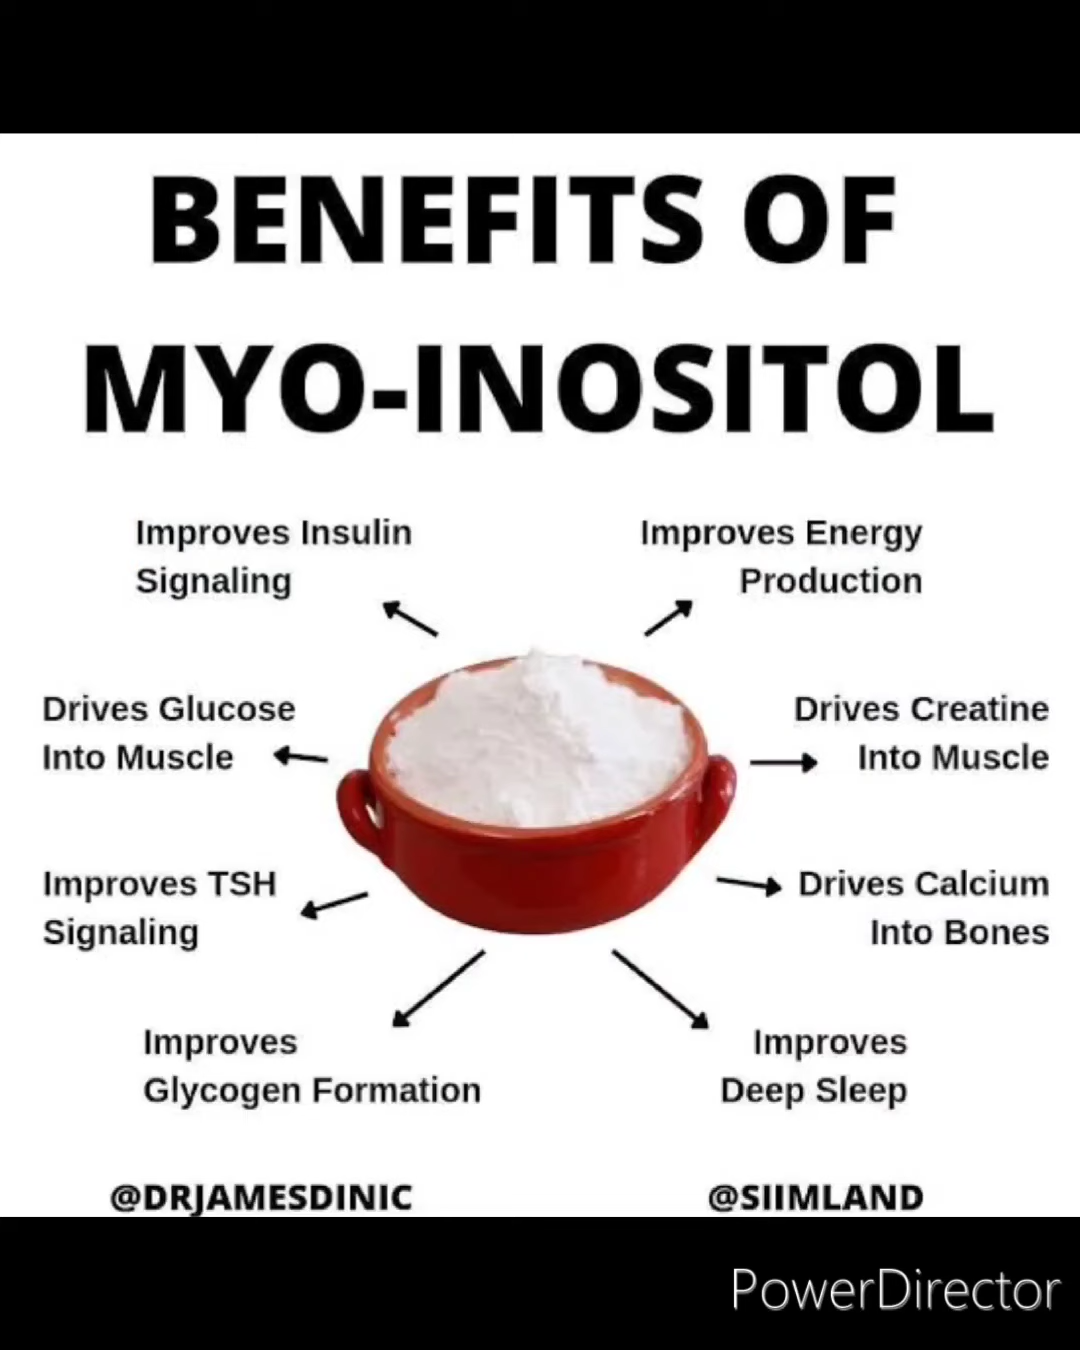 BENEFITS OF
MYO-INOSITOL
Improves Insulin
Signaling
Improves Energy
Production
Drives Glucose
Into Muscle
Drives Creatine
Into Muscle
Improves TSH
Signaling
Drives Calcium
Into Bones
Improves
Glycogen Formation
Improves
Deep Sleep
@DRJAMESDINIC
@SIIMLAND
PowerDirector